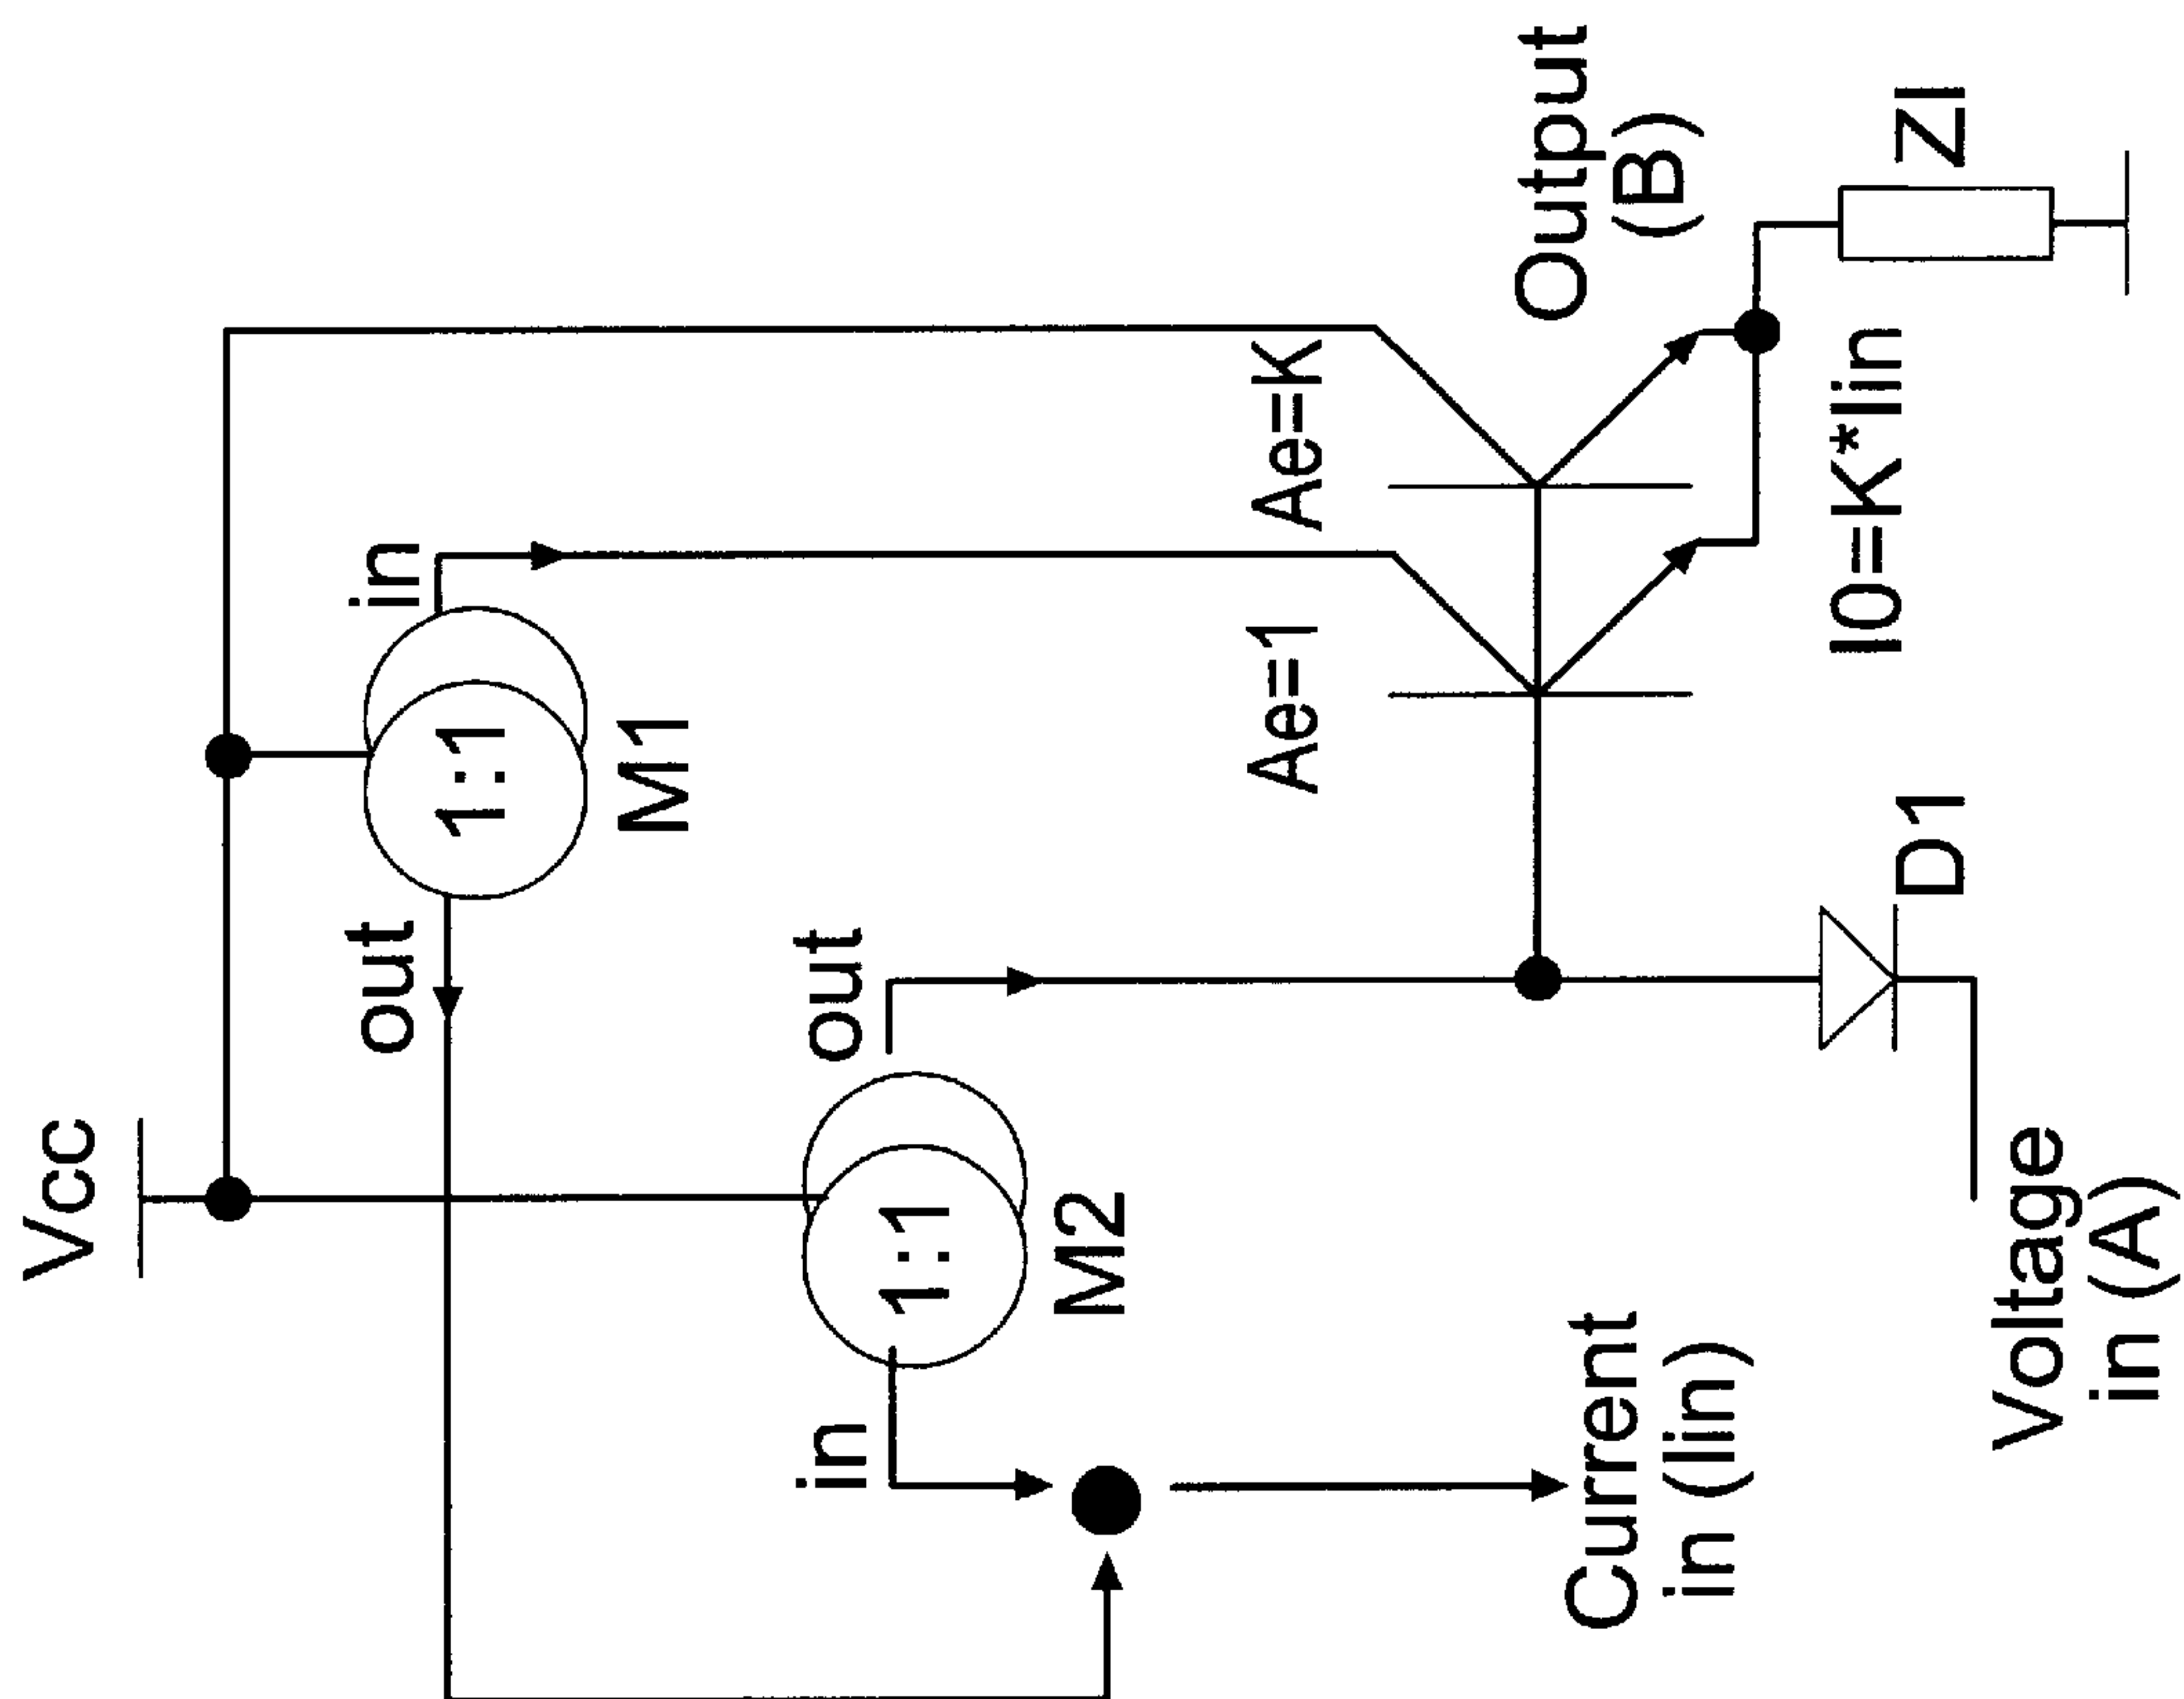 Vcc
out
in
1:1
M1
in
out
1:1
M2
Ae=1
Ae=K
Output
(B)
Current
in (Iin)
I0=K*Iin
D1
Zl
Voltage
in (A)